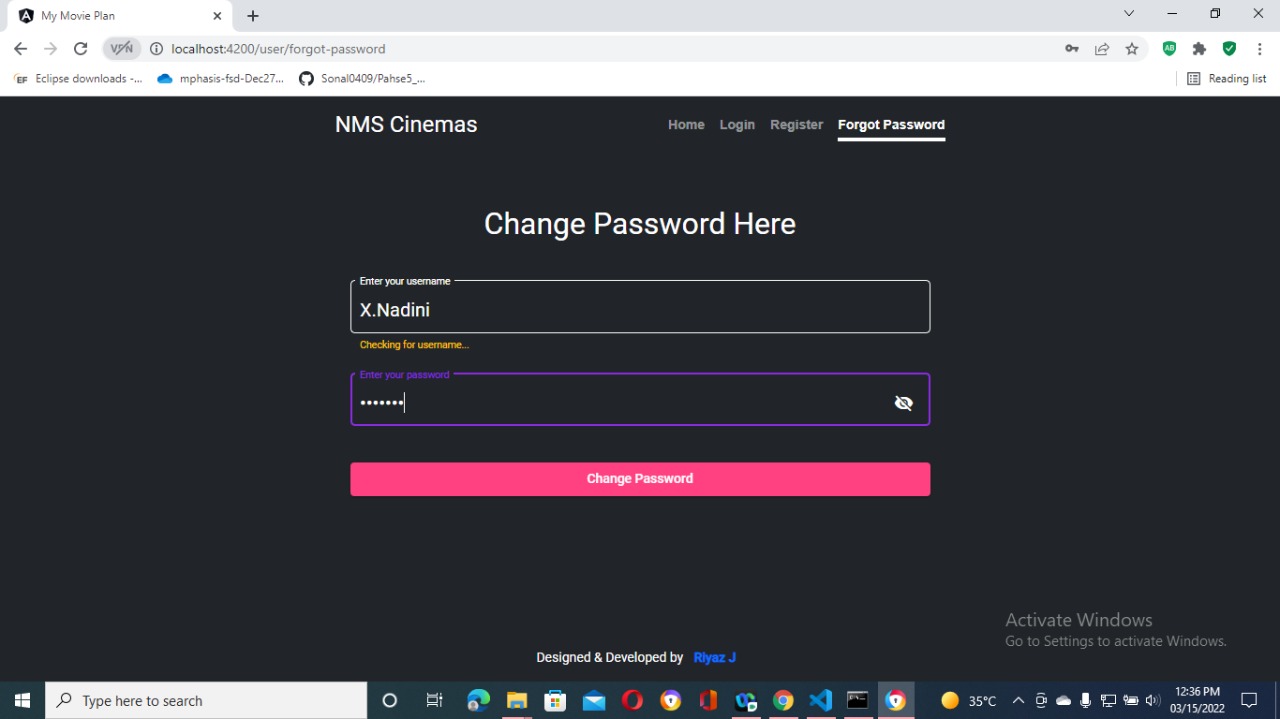 My Movie Plan
VPN
localhost:4200/user/forgot-password
Eclipse downloads -...
mphasis-fsd-Dec27...
Sonal0409/Pahse5_...
Reading list
NMS Cinemas
Home Login Register Forgot Password
Change Password Here
Enter your username
X.Nadini
Checking for username...
Enter your password
•••••••
Change Password
Activate Windows
Go to Settings to activate Windows.
Designed & Developed by Riyaz J
Type here to search
35°C
12:36 PM
03/15/2022